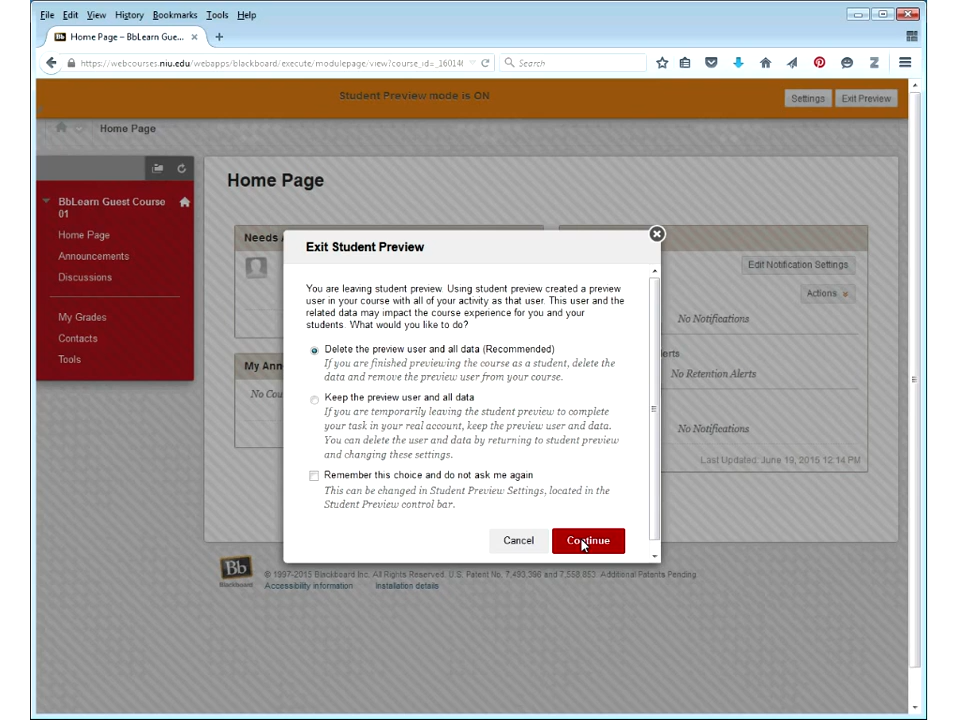 File Edit View History Bookmarks Tools Help
Home Page – BbLearn Gue... × +
https://webcourses.niu.edu/webapps/blackboard/execute/modulepage/view?course_id=_16014 Search
Student Preview mode is ON
Settings Exit Preview
Home Page
BbLearn Guest Course 01
Home Page
Announcements
Discussions
My Grades
Contacts
Tools
Home Page
Needs
My Ann
No Cou
Exit Student Preview
You are leaving student preview. Using student preview created a preview
user in your course with all of your activity as that user. This user and the
related data may impact the course experience for you and your
students. What would you like to do?
Delete the preview user and all data (Recommended)
If you are finished previewing the course as a student, delete the
data and remove the preview user from your course.
Keep the preview user and all data
If you are temporarily leaving the student preview to complete
your task in your real account, keep the preview user and data.
You can delete the user and data by returning to student preview
and changing these settings.
Remember this choice and do not ask me again
This can be changed in Student Preview Settings, located in the
Student Preview control bar.
Cancel Continue
Edit Notification Settings
Actions
No Notifications
lerts
No Retention Alerts
No Notifications
Last Updated: June 19, 2015 12:14 PM
Bb
Blackboard
© 1997-2015 Blackboard Inc. All Rights Reserved. U.S. Patent No. 7,493,396 and 7,558,853. Additional Patents Pending
Accessibility information Installation details